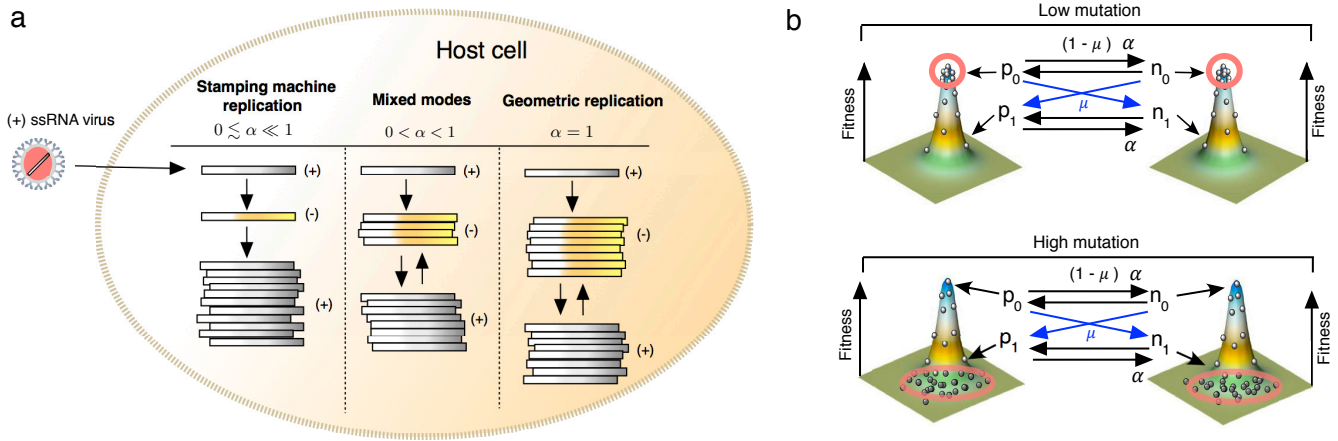 a
Host cell
(+) ssRNA virus
Stamping machine
replication
0 ≲ α ≪ 1
Mixed modes
0 < α < 1
Geometric replication
α = 1
(+)
(+)
(+)
(-)
(-)
(-)
(+)
(+)
(+)
b
Low mutation
Fitness
(1 - μ) α
p0
n0
μ
p1
n1
α
Fitness
High mutation
Fitness
(1 - μ) α
p0
n0
μ
p1
n1
α
Fitness